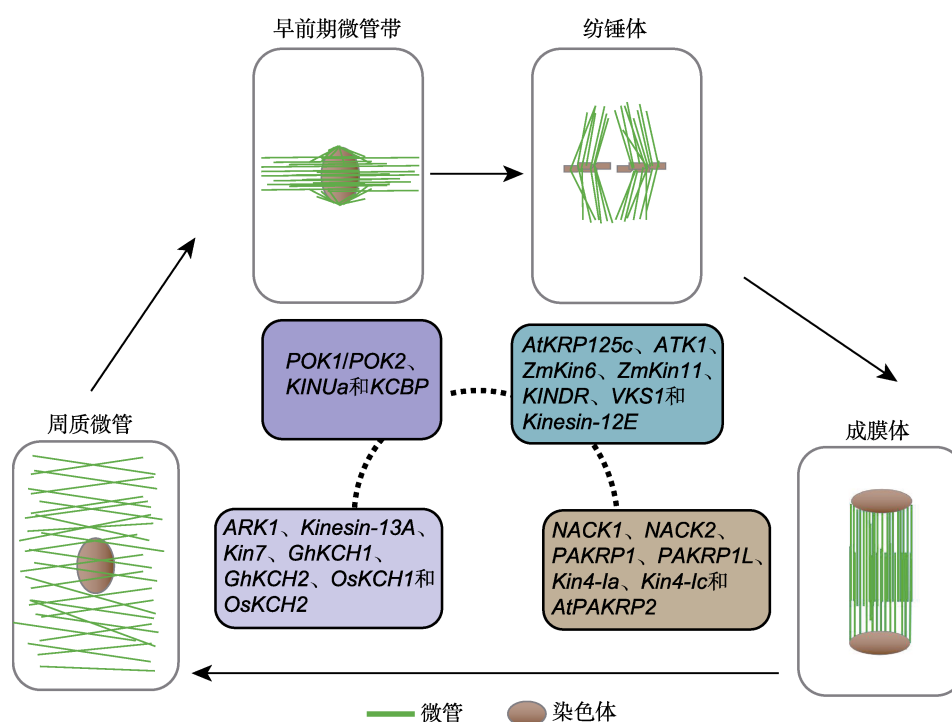 早前期微管带
纺锤体
POK1/POK2、
KINUa和KCBP
AtKRP125c、ATK1、
ZmKin6、ZmKin11、
KINDR、VKS1和
Kinesin-12E
周质微管
成膜体
ARK1、Kinesin-13A、
Kin7、GhKCH1、
GhKCH2、OsKCH1和
OsKCH2
NACK1、NACK2、
PAKRP1、PAKRP1L、
Kin4-Ia、Kin4-Ic和
AtPAKRP2
微管
染色体